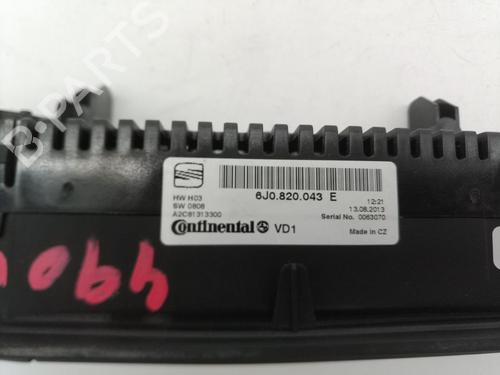 B-PARTS
6J0.820.043 E
HW H03
SW 0808
A2C81313300
12:21
13.08.2013
Serial No. 0063070
Continental VD1
Made in CZ